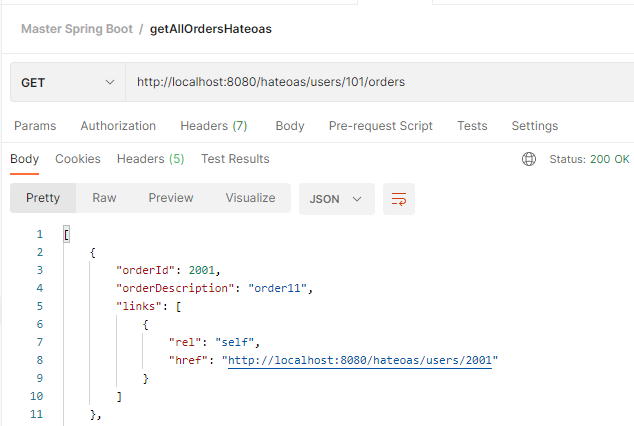 Master Spring Boot / getAllOrdersHateoas
GET http://localhost:8080/hateoas/users/101/orders
Params Authorization Headers (7) Body Pre-request Script Tests Settings
Body Cookies Headers (5) Test Results Status: 200 OK
Pretty Raw Preview Visualize JSON
1 [
2 {
3 "orderId": 2001,
4 "orderDescription": "order11",
5 "links": [
6 {
7 "rel": "self",
8 "href": "http://localhost:8080/hateoas/users/2001"
9 }
10 ]
11 },